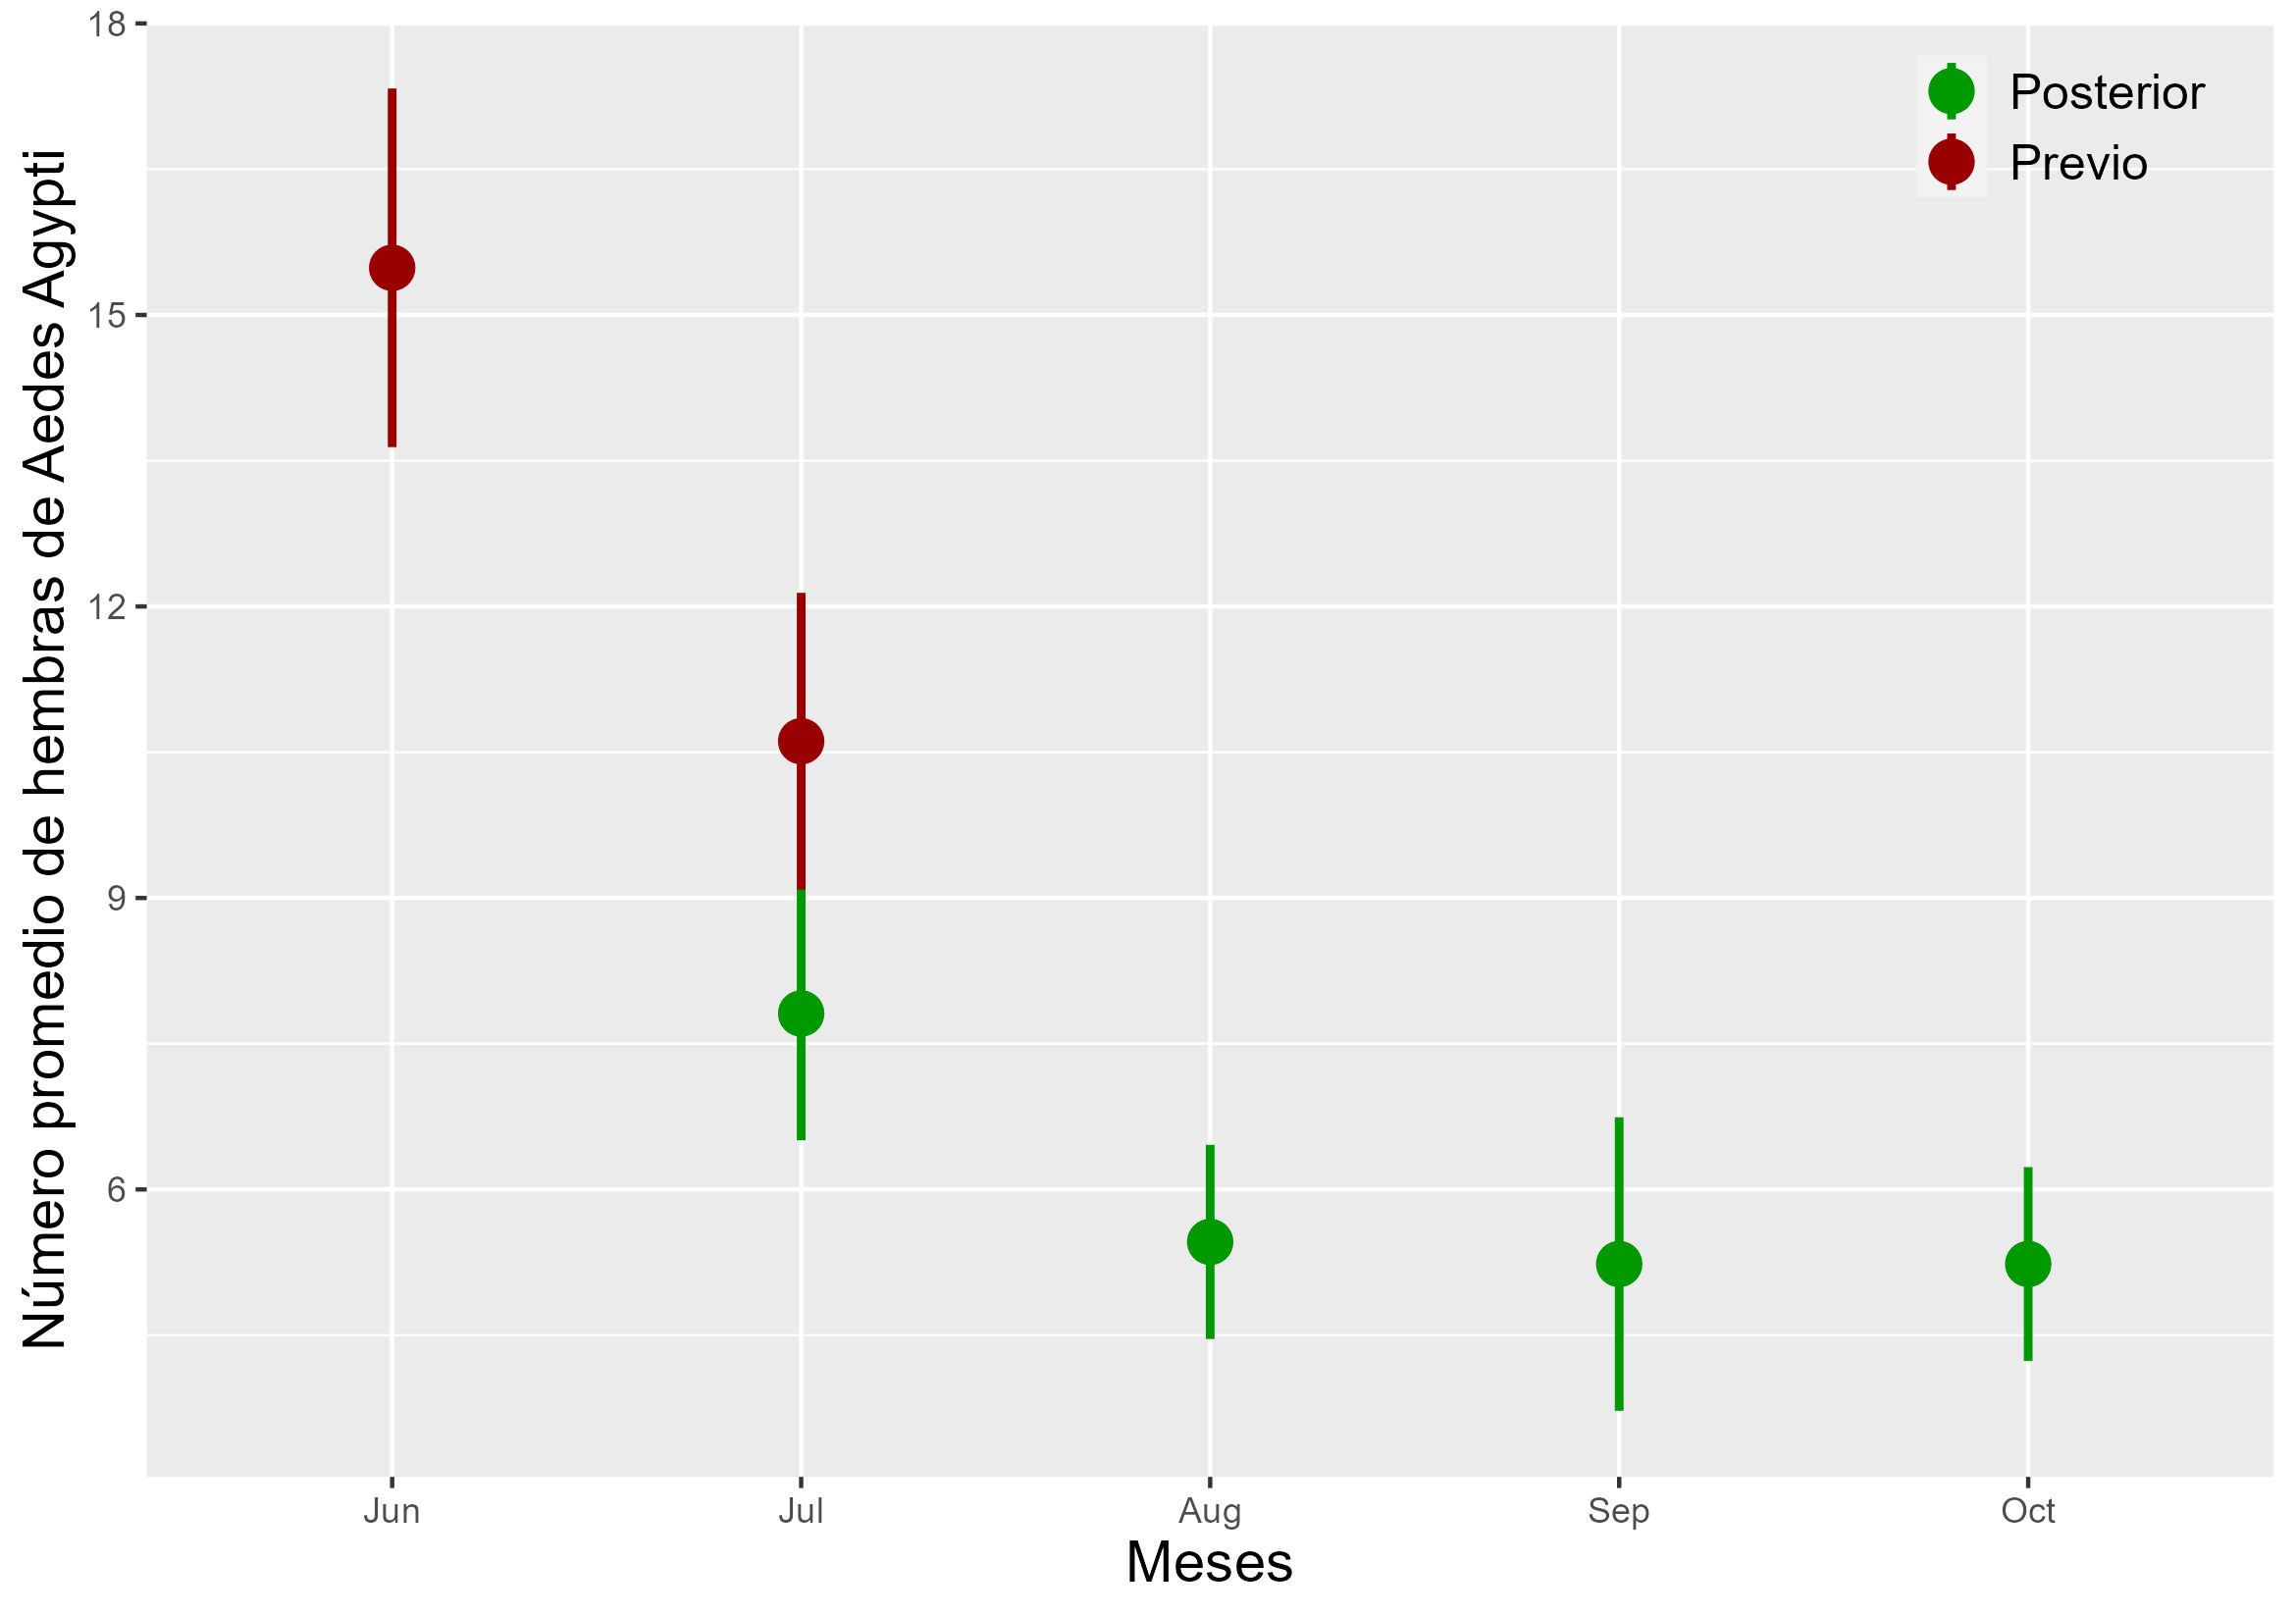 Número promedio de hembras de Aedes Agypti
18
15
12
9
6
Posterior
Previo
Jun
Jul
Aug
Sep
Oct
Meses